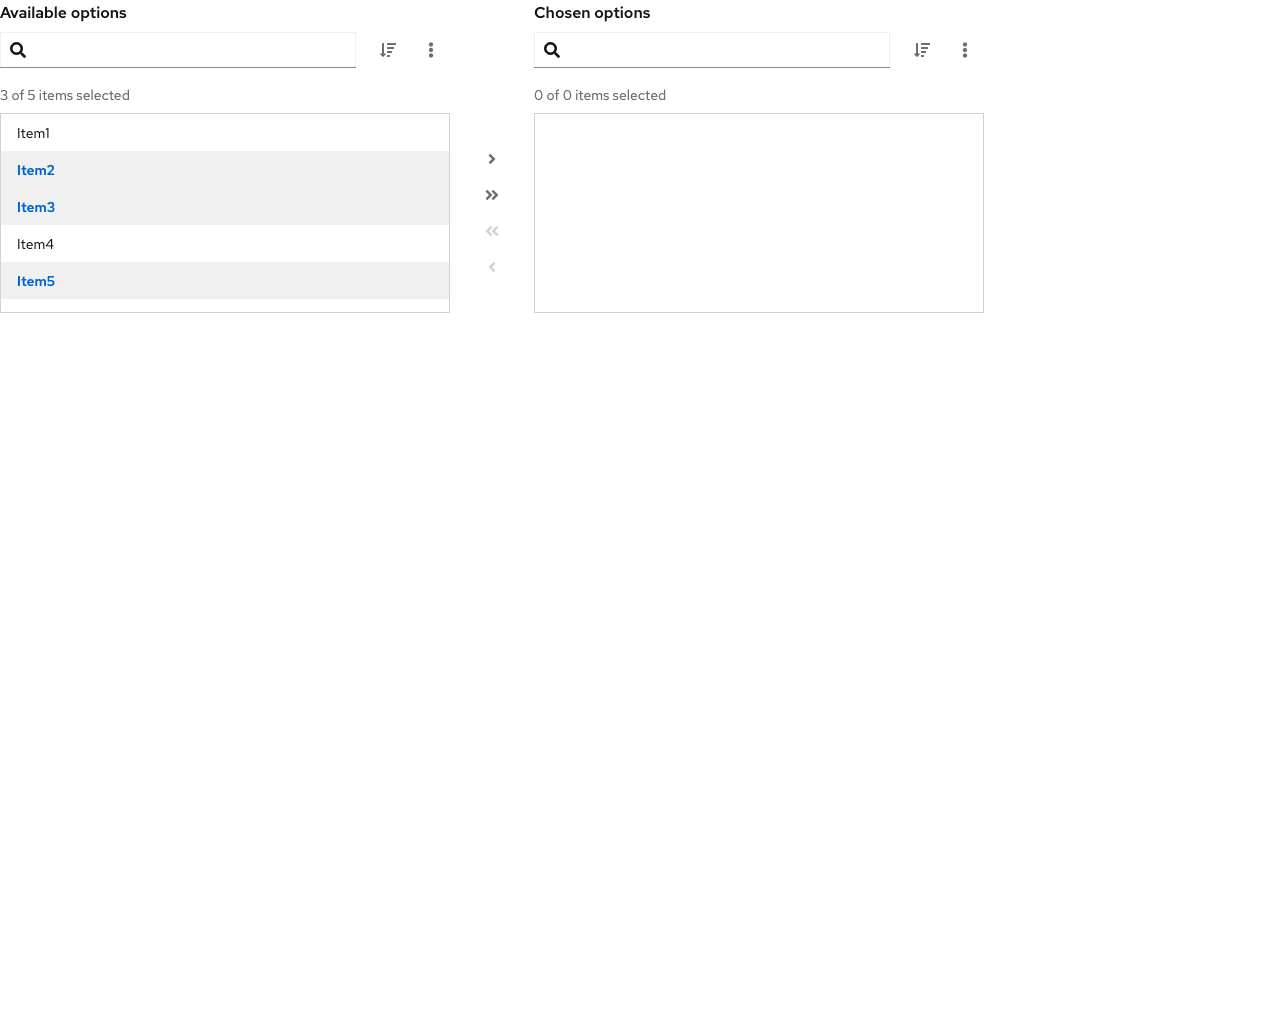 Available options
3 of 5 items selected
Item1
Item2
Item3
Item4
Item5
Chosen options
0 of 0 items selected